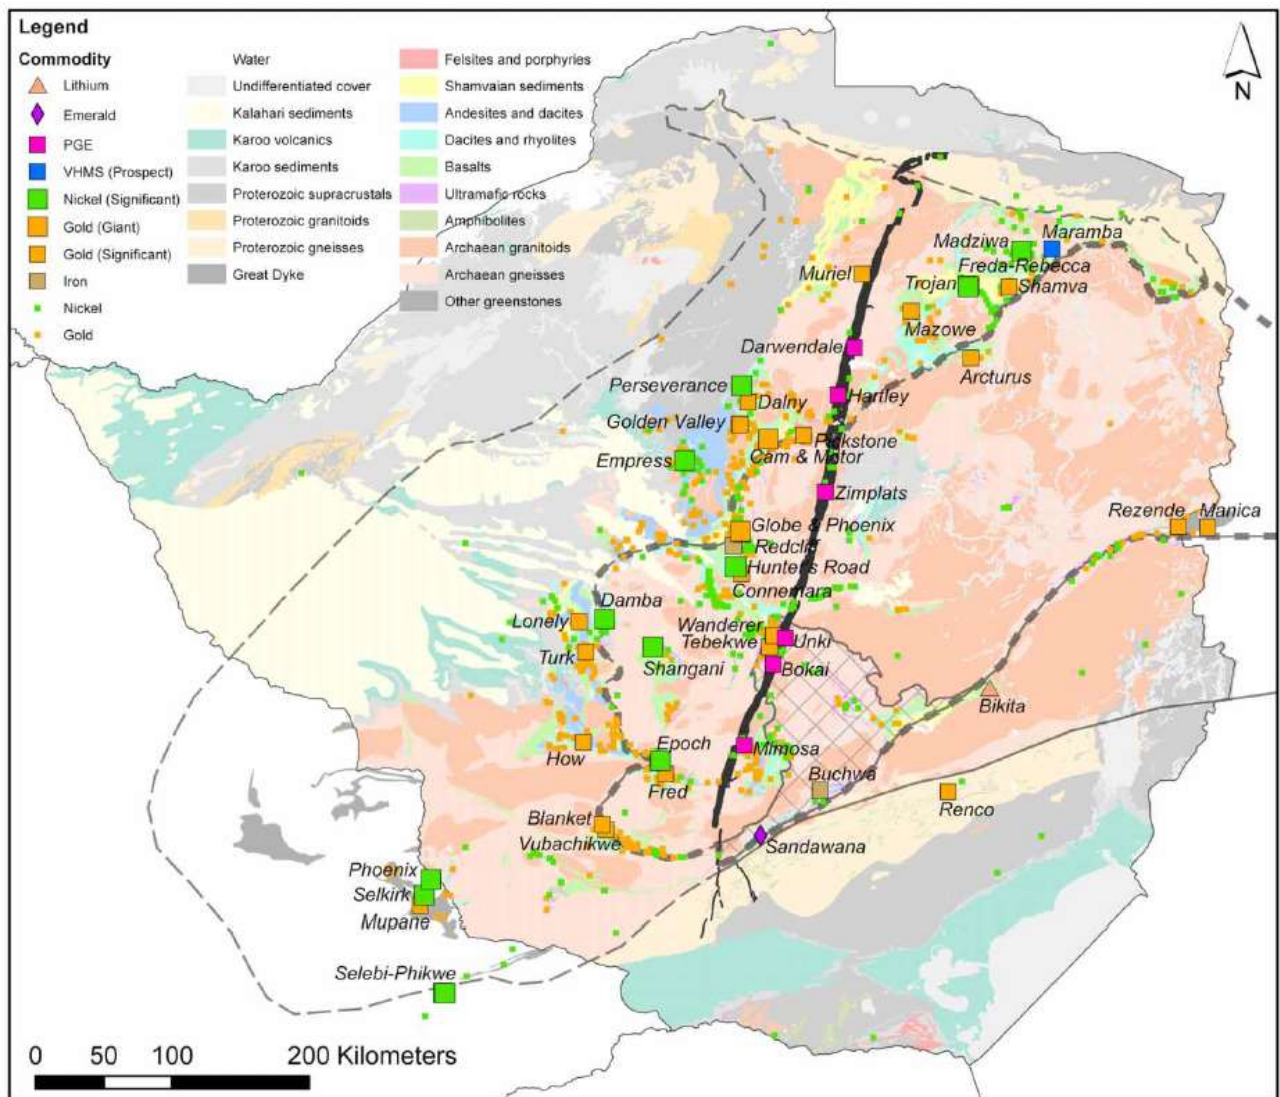 Legend
Commodity
Lithium
Emerald
PGE
VHMS (Prospect)
Nickel (Significant)
Gold (Giant)
Gold (Significant)
Iron
Nickel
Gold
Water
Undifferentiated cover
Kalahari sediments
Karoo volcanics
Karoo sediments
Proterozoic supracrustals
Proterozoic granitoids
Proterozoic gneisses
Great Dyke
Felsites and porphyries
Shamvaian sediments
Andesites and dacites
Dacites and rhyolites
Basalts
Ultramafic rocks
Amphibolites
Archaean granitoids
Archaean gneisses
Other greenstones
N
Maramba
Madziwa
Freda-Rebecca
Muriel
Trojan
Shamva
Mazowe
Darwendale
Arcturus
Perseverance
Hartley
Dalny
Golden Valley
Pickstone
Cam & Motor
Empress
Zimplats
Rezende
Manica
Globe & Phoenix
Redcliff
Hunter's Road
Connemara
Damba
Lonely
Wanderer
Tebekwe
Unki
Turk
Shangani
Bokai
Bikita
Epoch
Mimosa
How
Buchwa
Fred
Renco
Blanket
Vubachikwe
Sandawana
Phoenix
Selkirk
Mupane
Selebi-Phikwe
0 50 100 200 Kilometers